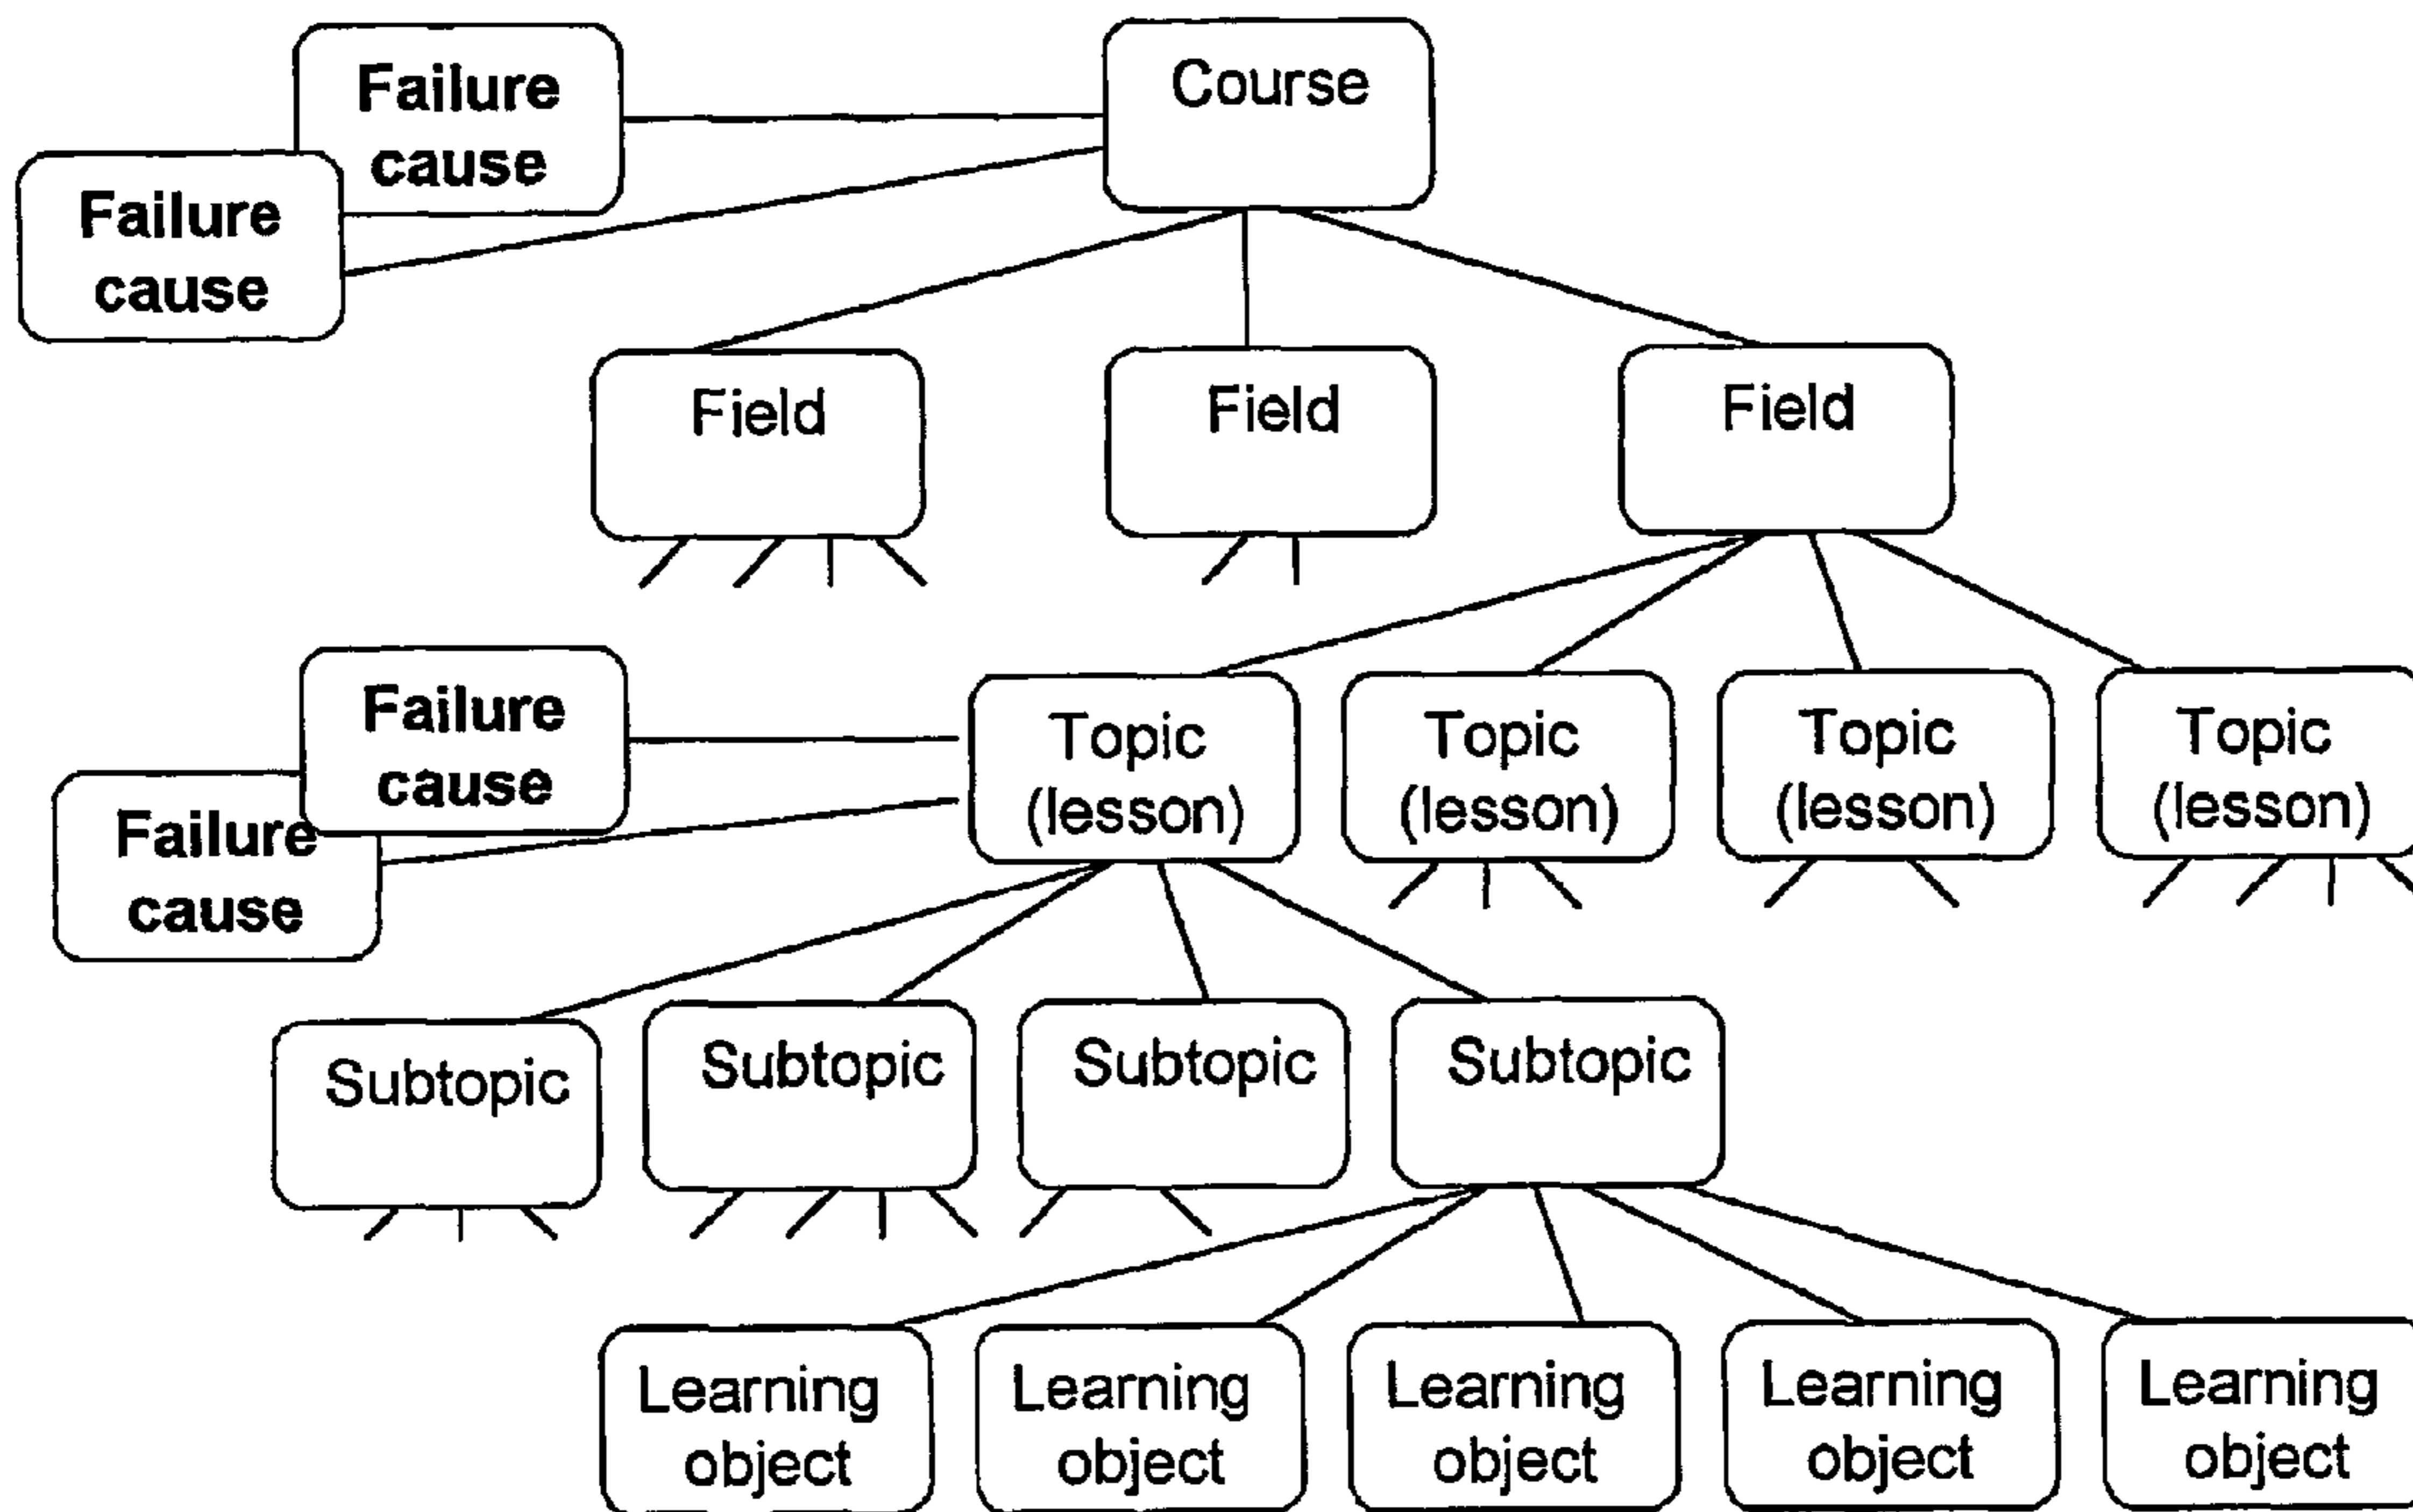 Failure
cause
Course
Failure
cause
Field
Field
Field
Failure
cause
Topic
(lesson)
Topic
(lesson)
Topic
(lesson)
Topic
(lesson)
Failure
cause
Subtopic
Subtopic
Subtopic
Subtopic
Learning
object
Learning
object
Learning
object
Learning
object
Learning
object